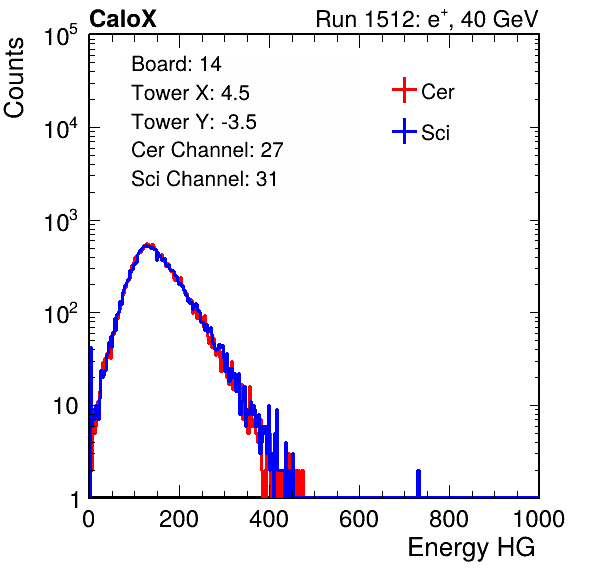 CaloX Run 1512: e⁺, 40 GeV
Board: 14
Tower X: 4.5
Tower Y: -3.5
Cer Channel: 27
Sci Channel: 31
Cer
Sci
Counts
10⁵
10⁴
10³
10²
10
1
0 200 400 600 800 1000
Energy HG